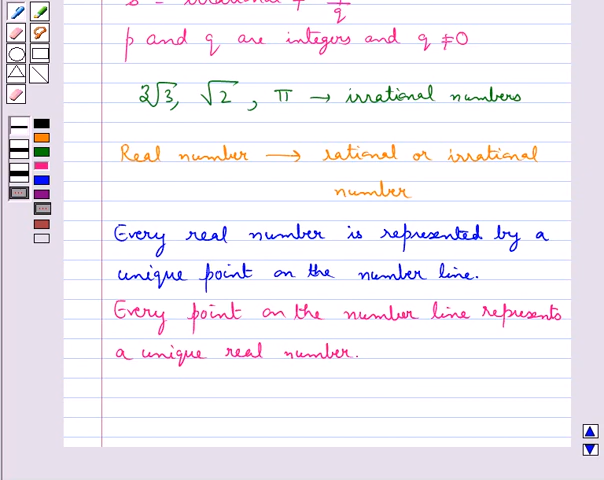 s = irrational ≠ p/q
p and q are integers and q ≠ 0
2√3, √2, π → irrational numbers
Real number → rational or irrational
number
Every real number is represented by a
unique point on the number line.
Every point on the number line represents
a unique real number.